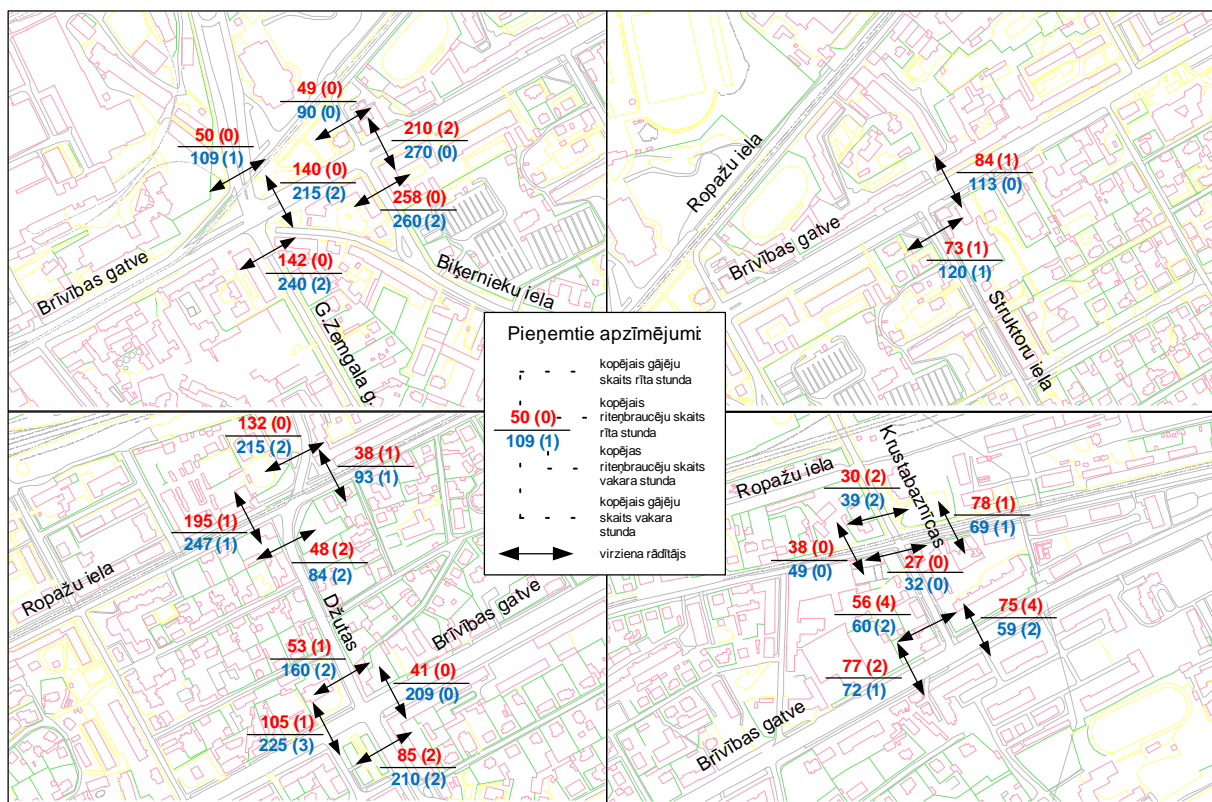 49 (0)
90 (0)
50 (0)
109 (1)
210 (2)
270 (0)
140 (0)
215 (2)
258 (0)
260 (2)
142 (0)
240 (2)
Brīvības gatve
Biķernieku iela
G.Zemgala g.
Ropažu iela
84 (1)
113 (0)
Brīvības gatve
73 (1)
120 (1)
Struktoru iela
Pieņemtie apzīmējumi:
kopējais gājēju
skaits rīta stunda
kopējais
riteņbraucēju skaits
rīta stunda
50 (0)
109 (1)
kopējas
riteņbraucēju skaits
vakara stunda
kopējais gājēju
skaits vakara
stunda
virziena rādītājs
132 (0)
215 (2)
38 (1)
93 (1)
195 (1)
247 (1)
48 (2)
84 (2)
Ropažu iela
Džutas
Brīvības gatve
53 (1)
160 (2)
41 (0)
209 (0)
105 (1)
225 (3)
85 (2)
210 (2)
Krustabaznīcas
Ropažu iela
30 (2)
39 (2)
78 (1)
69 (1)
38 (0)
49 (0)
27 (0)
32 (0)
56 (4)
60 (2)
75 (4)
59 (2)
77 (2)
72 (1)
Brīvības gatve